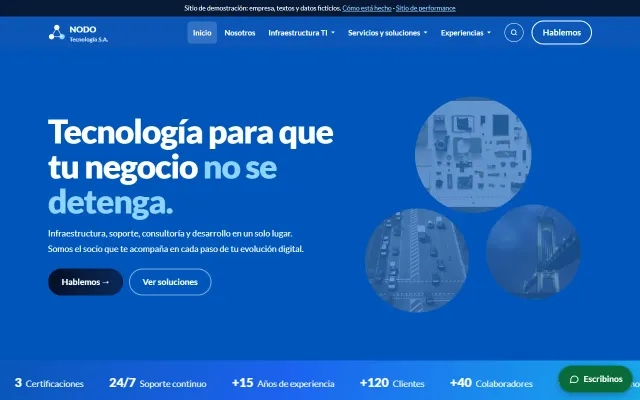 Sitio de demostración: empresa, textos y datos ficticios. Cómo está hecho · Sitio de performance
NODO
Tecnología S.A.
Inicio
Nosotros
Infraestructura TI
Servicios y soluciones
Experiencias
Hablemos
Tecnología para que
tu negocio no se
detenga.
Infraestructura, soporte, consultoría y desarrollo en un solo lugar.
Somos el socio que te acompaña en cada paso de tu evolución digital.
Hablemos →
Ver soluciones
3 Certificaciones
24/7 Soporte continuo
+15 Años de experiencia
+120 Clientes
+40 Colaboradores
Escribinos